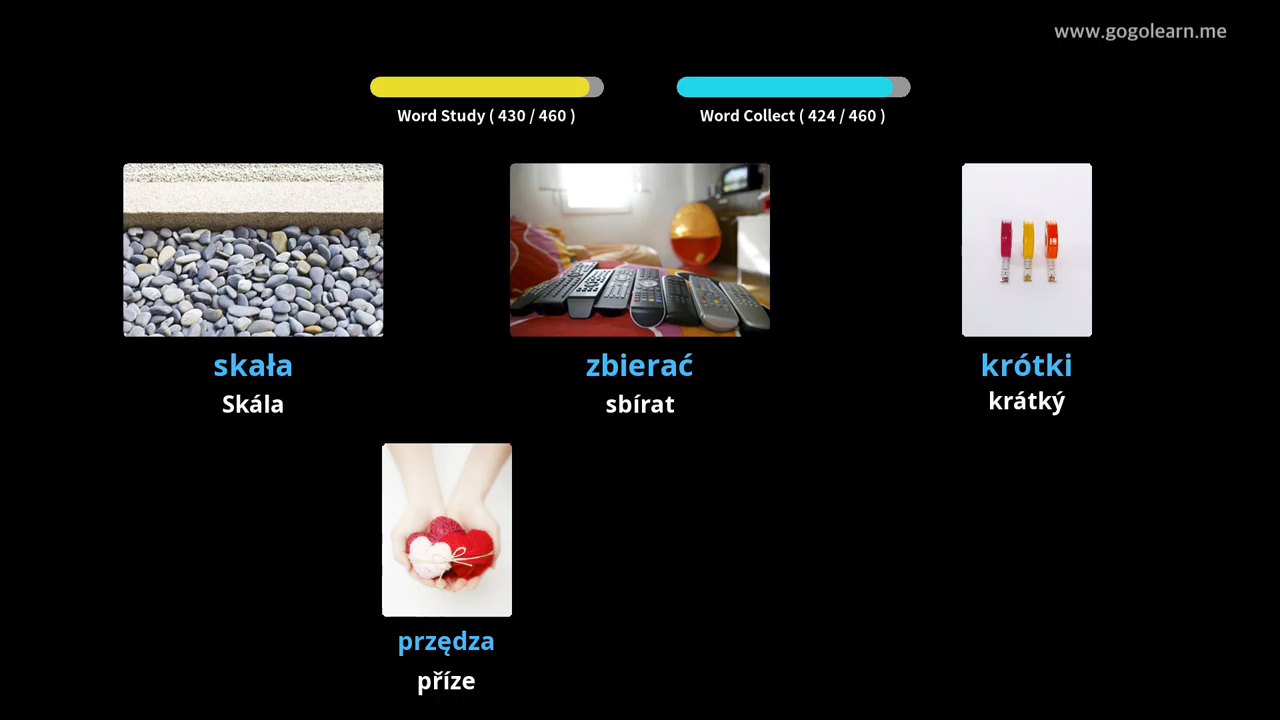 www.gogolearn.me
Word Study ( 430 / 460 )
Word Collect ( 424 / 460 )
skała
Skála
zbierać
sbírat
krótki
krátký
przędza
příze